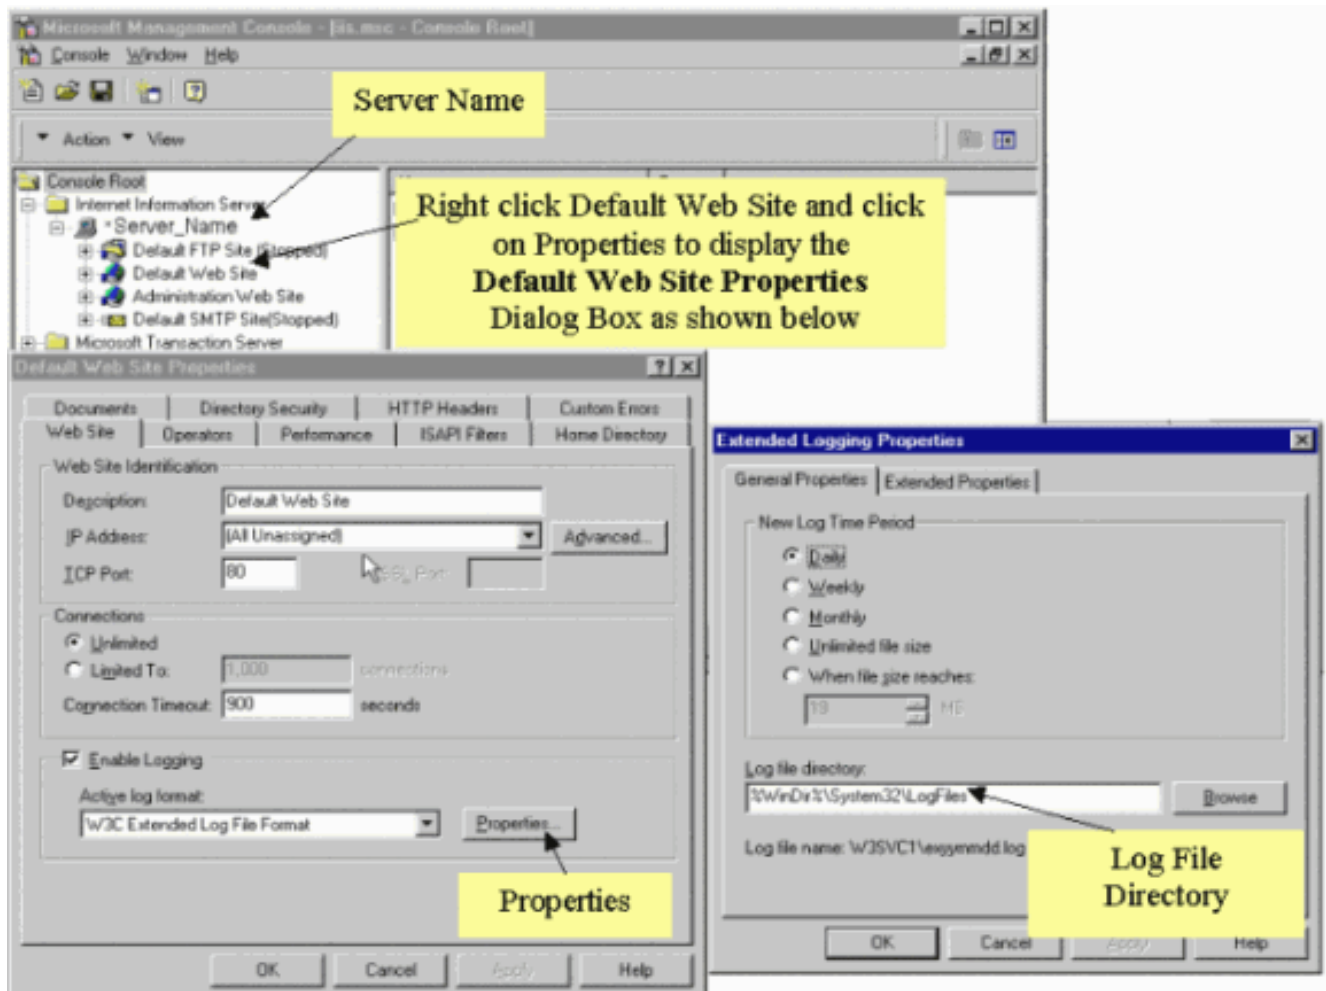 Microsoft Management Console - [iis.msc - Console Root]
Console Window Help
Server Name
Action View
Console Root
Internet Information Server
*Server_Name
Default FTP Site (Stopped)
Default Web Site
Administration Web Site
Default SMTP Site(Stopped)
Microsoft Transaction Server
Right click Default Web Site and click
on Properties to display the
Default Web Site Properties
Dialog Box as shown below
Default Web Site Properties
Documents Directory Security HTTP Headers Custom Errors
Web Site Operators Performance ISAPI Filters Home Directory
Web Site Identification
Description: Default Web Site
IP Address: (All Unassigned) Advanced...
TCP Port: 80 SSL Port:
Connections
Unlimited
Limited To: 1,000 connections
Connection Timeout: 900 seconds
Enable Logging
Active log format:
W3C Extended Log File Format Properties...
Properties
OK Cancel Apply Help
Extended Logging Properties
General Properties Extended Properties
New Log Time Period
Daily
Weekly
Monthly
Unlimited file size
When file size reaches:
19 MB
Log file directory:
%WinDir%\System32\LogFiles Browse
Log file name: W3SVC1\exyymmdd.log
Log File
Directory
OK Cancel Apply Help